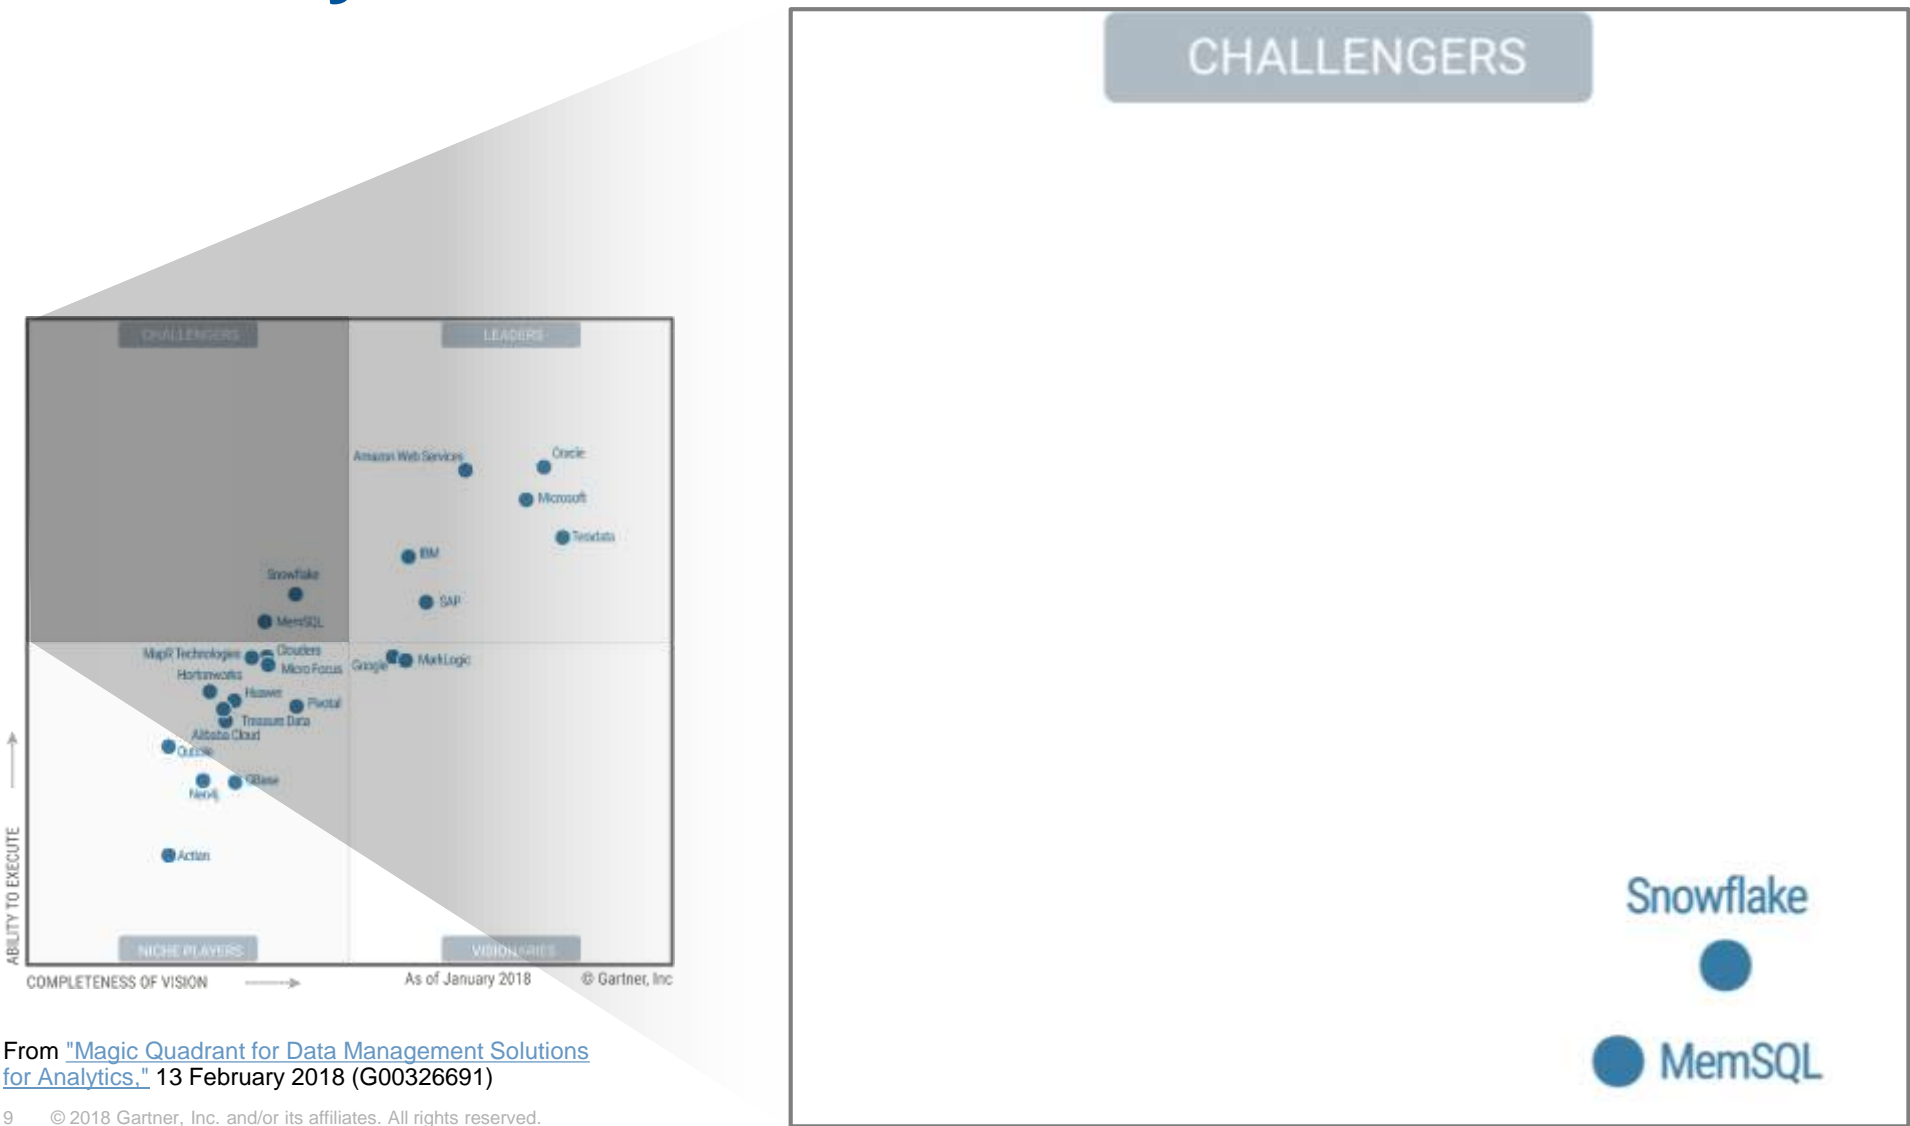 CHALLENGERS
CHALLENGERS
LEADERS
Amazon Web Services
Oracle
Microsoft
Teradata
IBM
Snowflake
SAP
MemSQL
MapR Technologies
Cloudera
Micro Focus
Google
MarkLogic
Hortonworks
Huawei
Pivotal
Treasure Data
Alibaba Cloud
Qubole
GBase
Neo4j
Actian
NICHE PLAYERS
VISIONARIES
ABILITY TO EXECUTE
COMPLETENESS OF VISION
As of January 2018
© Gartner, Inc
Snowflake
MemSQL
From "Magic Quadrant for Data Management Solutions
for Analytics," 13 February 2018 (G00326691)
9 © 2018 Gartner, Inc. and/or its affiliates. All rights reserved.